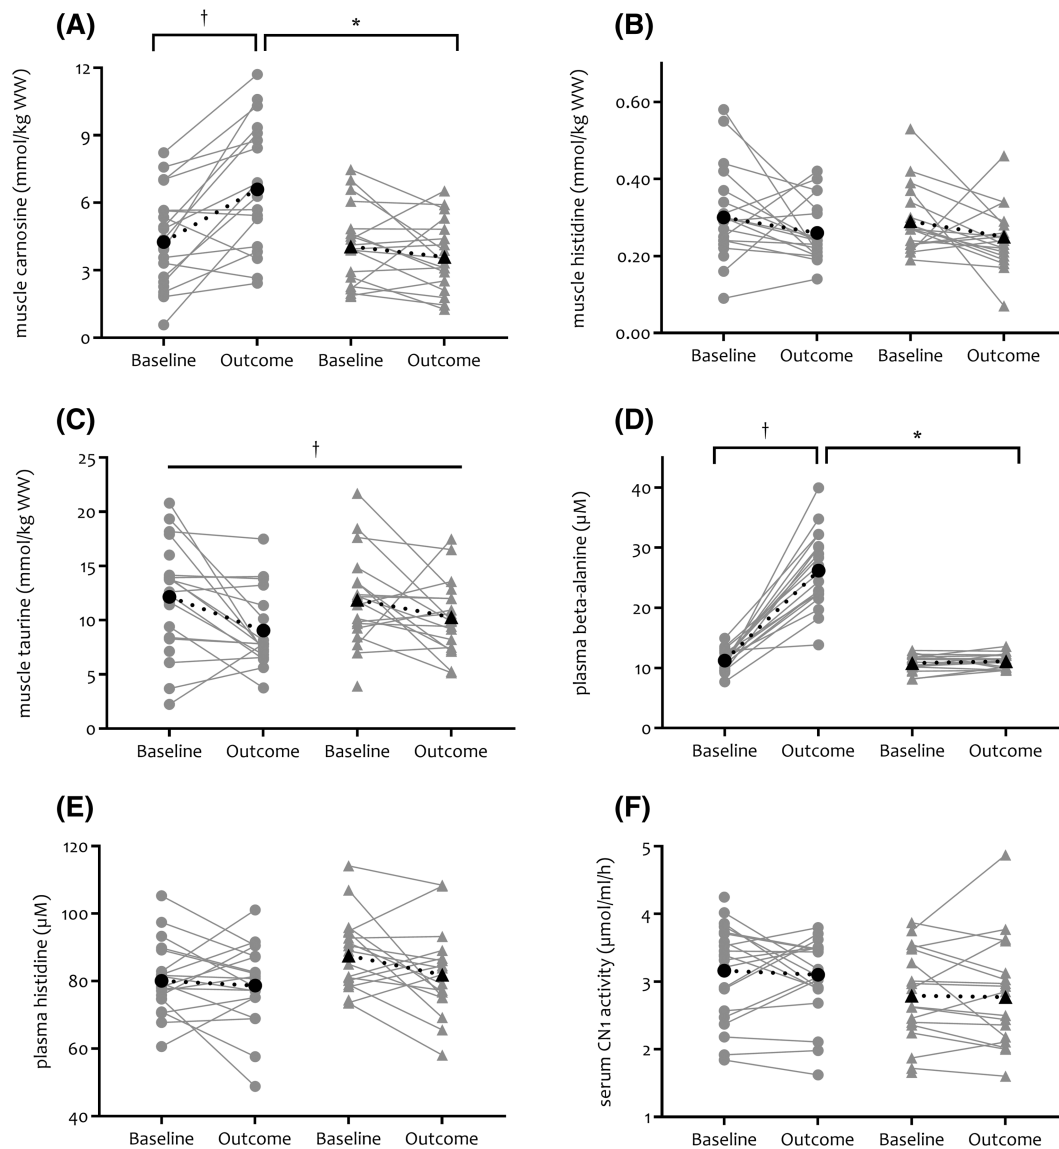 (A)
† *
muscle carnosine (mmol/kg WW)
12
9
6
3
0
Baseline Outcome Baseline Outcome
(B)
muscle histidine (mmol/kg WW)
0.60
0.40
0.20
0.00
Baseline Outcome Baseline Outcome
(C)
†
muscle taurine (mmol/kg WW)
25
20
15
10
5
0
Baseline Outcome Baseline Outcome
(D)
† *
plasma beta-alanine (µM)
40
30
20
10
0
Baseline Outcome Baseline Outcome
(E)
plasma histidine (µM)
120
100
80
60
40
Baseline Outcome Baseline Outcome
(F)
serum CN1 activity (µmol/ml/h)
5
4
3
2
1
Baseline Outcome Baseline Outcome